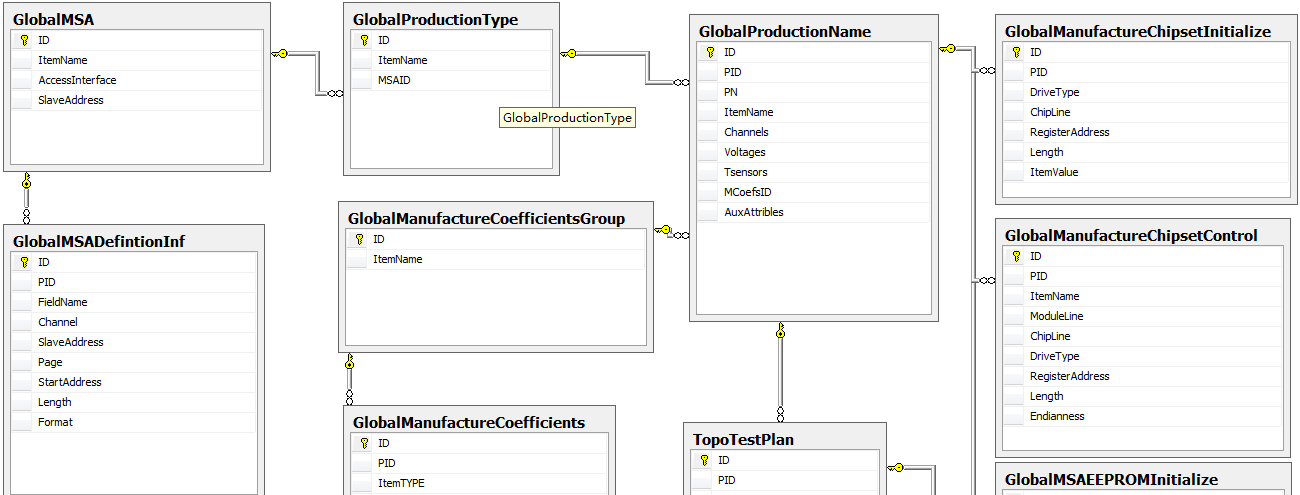 GlobalMSA
ID
ItemName
AccessInterface
SlaveAddress
GlobalProductionType
ID
ItemName
MSAID
GlobalProductionType
GlobalProductionName
ID
PID
PN
ItemName
Channels
Voltages
Tsensors
MCoefsID
AuxAttribles
GlobalManufactureChipsetInitialize
ID
PID
DriveType
ChipLine
RegisterAddress
Length
ItemValue
GlobalMSADefintionInf
ID
PID
FieldName
Channel
SlaveAddress
Page
StartAddress
Length
Format
GlobalManufactureCoefficientsGroup
ID
ItemName
GlobalManufactureChipsetControl
ID
PID
ItemName
ModuleLine
ChipLine
DriveType
RegisterAddress
Length
Endianness
GlobalManufactureCoefficients
ID
PID
ItemTYPE
TopoTestPlan
ID
PID
GlobalMSAEEPROMInitialize